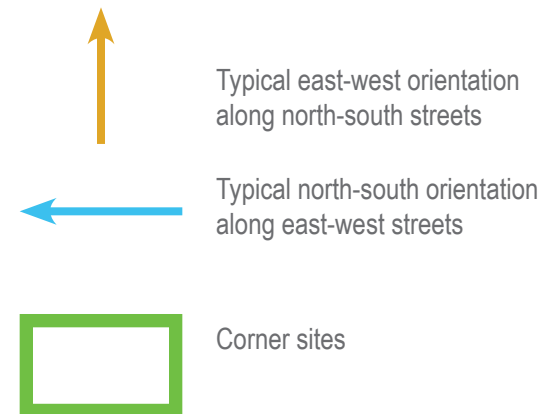 Typical east-west orientation
along north-south streets
Typical north-south orientation
along east-west streets
Corner sites